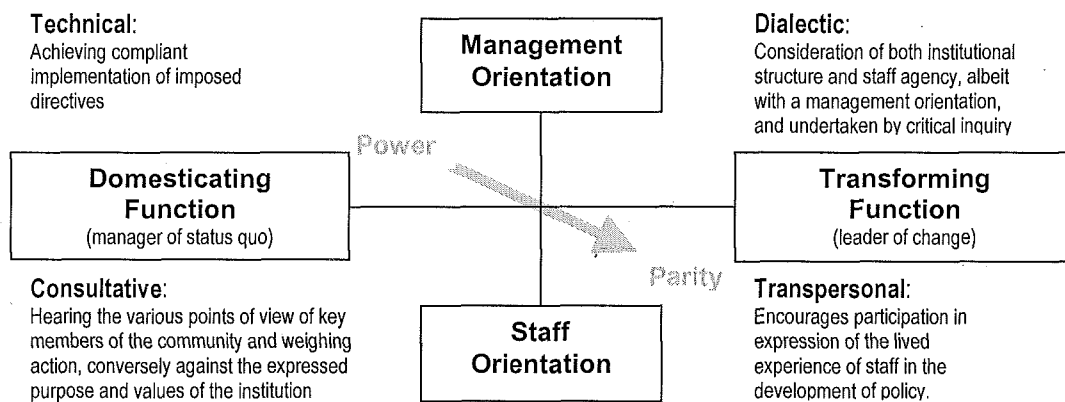 Technical:
Achieving compliant
implementation of imposed
directives
Management
Orientation
Dialectic:
Consideration of both institutional
structure and staff agency, albeit
with a management orientation,
and undertaken by critical inquiry
Power
Domesticating
Function
(manager of status quo)
Transforming
Function
(leader of change)
Parity
Consultative:
Hearing the various points of view of key
members of the community and weighing
action, conversely against the expressed
purpose and values of the institution
Staff
Orientation
Transpersonal:
Encourages participation in
expression of the lived
experience of staff in the
development of policy.